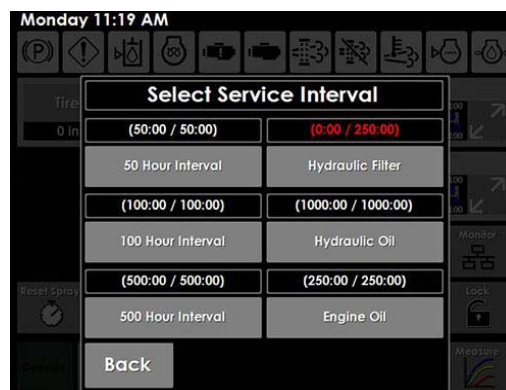 Monday 11:19 AM
Select Service Interval
Tire
0 in
(50:00 / 50:00)
(0:00 / 250:00)
50 Hour Interval
Hydraulic Filter
(100:00 / 100:00)
(1000:00 / 1000:00)
100 Hour Interval
Hydraulic Oil
Monitor
(500:00 / 500:00)
(250:00 / 250:00)
Reset Spray
Lock
500 Hour Interval
Engine Oil
Back
Measure